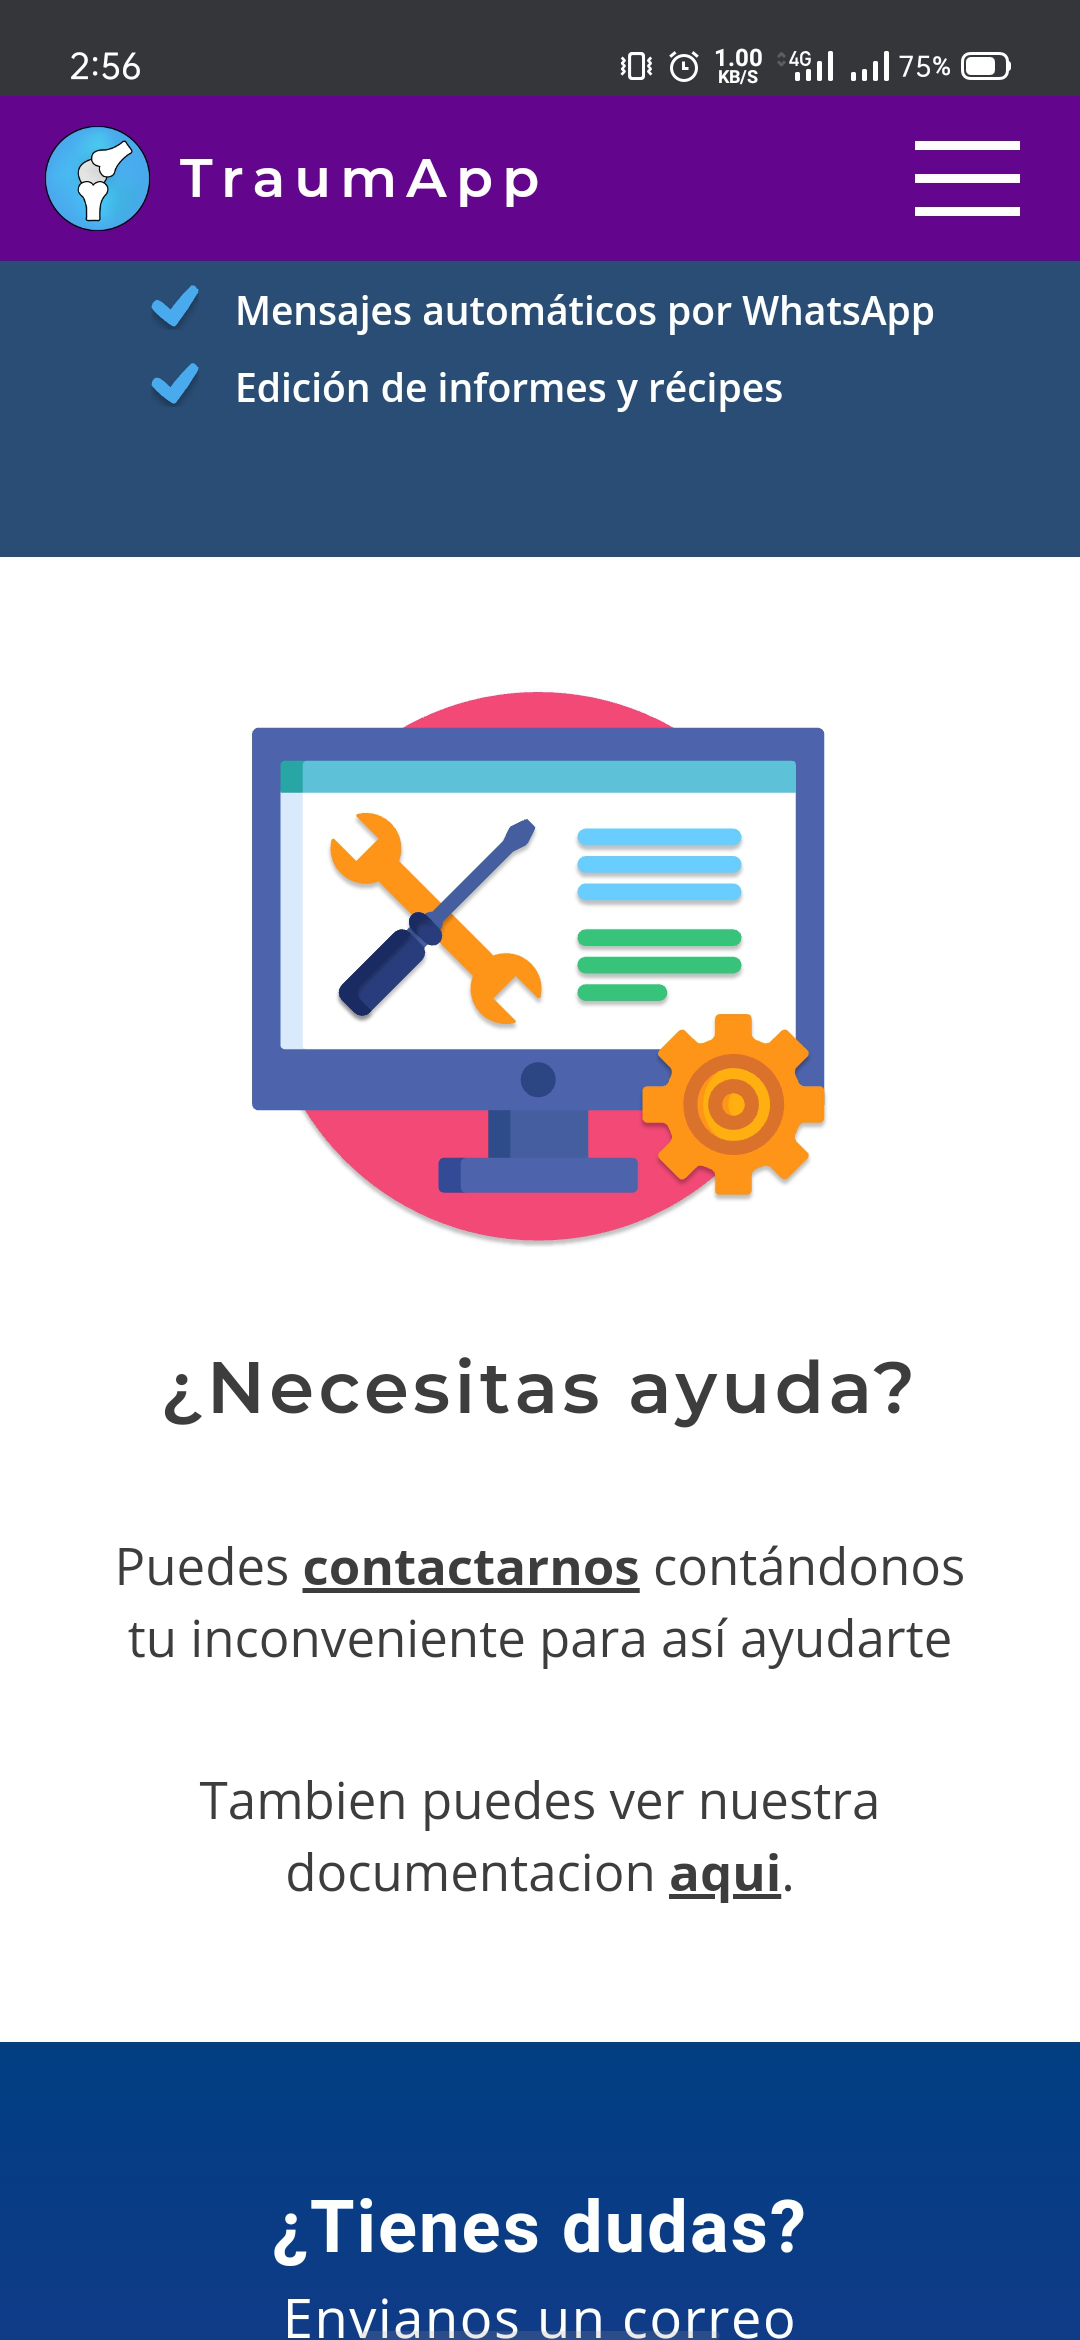 2:56
1.00
KB/S
4G
75%
TraumApp
Mensajes automáticos por WhatsApp
Edición de informes y récipes
¿Necesitas ayuda?
Puedes contactarnos contándonos
tu inconveniente para así ayudarte
Tambien puedes ver nuestra
documentacion aqui.
¿Tienes dudas?
Envianos un correo